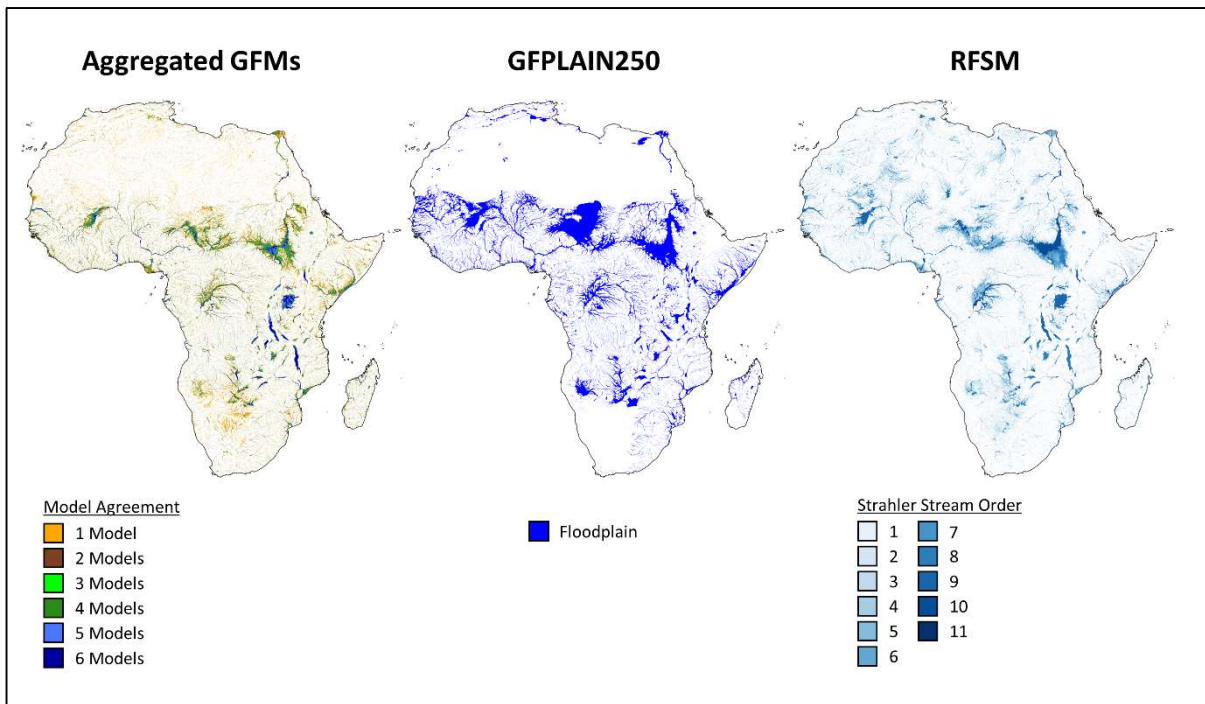 Aggregated GFMs
GFPLAIN250
RFSM
Model Agreement
1 Model
2 Models
3 Models
4 Models
5 Models
6 Models
Floodplain
Strahler Stream Order
1
2
3
4
5
6
7
8
9
10
11